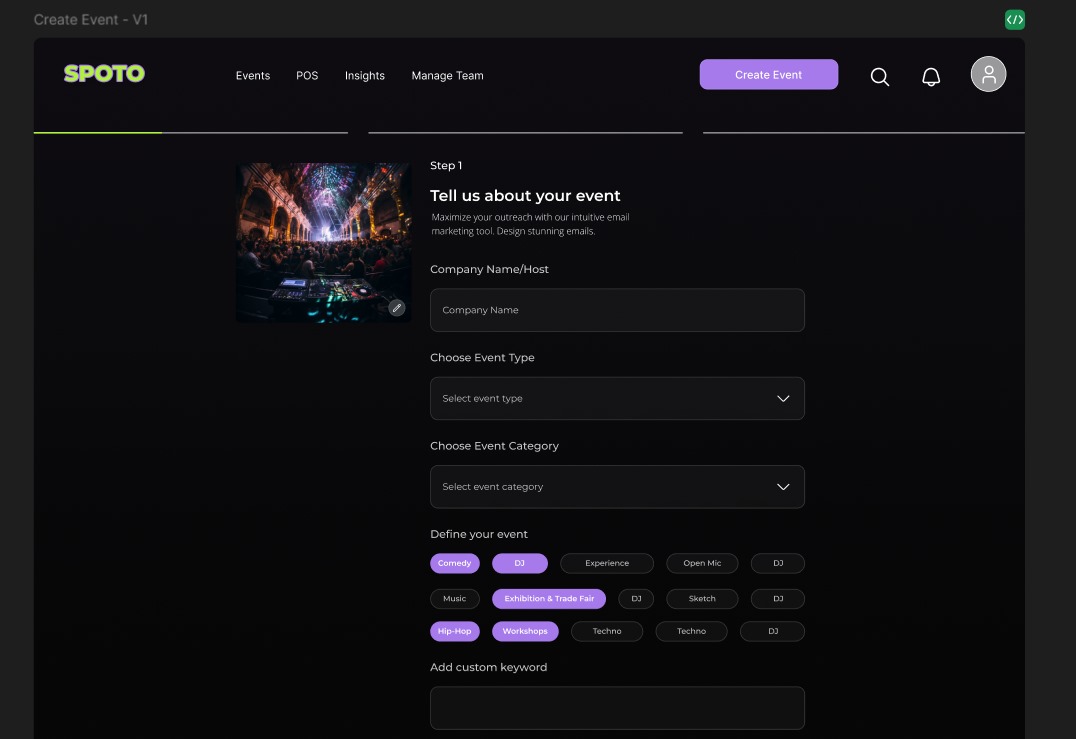 Create Event - V1
</>
SPOTO
Events POS Insights Manage Team
Create Event
Step 1
Tell us about your event
Maximize your outreach with our intuitive email
marketing tool. Design stunning emails.
Company Name/Host
Company Name
Choose Event Type
Select event type
Choose Event Category
Select event category
Define your event
Comedy DJ Experience Open Mic DJ
Music Exhibition & Trade Fair DJ Sketch DJ
Hip-Hop Workshops Techno Techno DJ
Add custom keyword